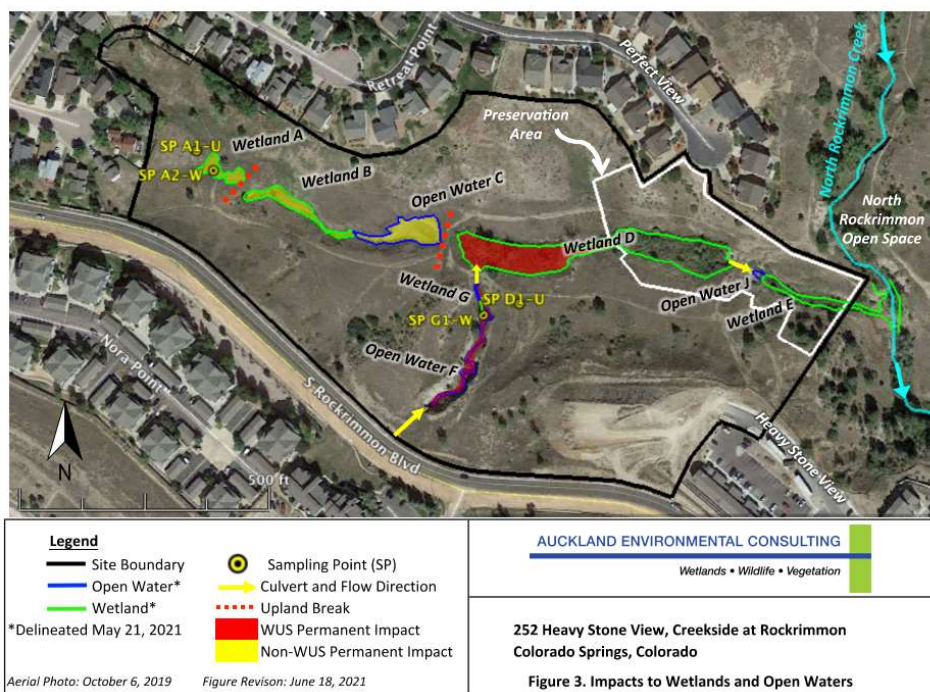 Retreat Point
Perfect View
Preservation
Area
North Rockrimmon Creek
North
Rockrimmon
Open Space
SP A1-U
Wetland A
SP A2-W
Wetland B
Open Water C
Wetland D
Wetland G
SP D1-U
SP G1-W
Open Water J
Wetland E
Open Water F
Nora Point
S Rockrimmon Blvd
Heavy Stone View
N
500 ft
Legend
Site Boundary
Open Water*
Wetland*
*Delineated May 21, 2021
Sampling Point (SP)
Culvert and Flow Direction
Upland Break
WUS Permanent Impact
Non-WUS Permanent Impact
Aerial Photo: October 6, 2019 Figure Revison: June 18, 2021
AUCKLAND ENVIRONMENTAL CONSULTING
Wetlands • Wildlife • Vegetation
252 Heavy Stone View, Creekside at Rockrimmon
Colorado Springs, Colorado
Figure 3. Impacts to Wetlands and Open Waters